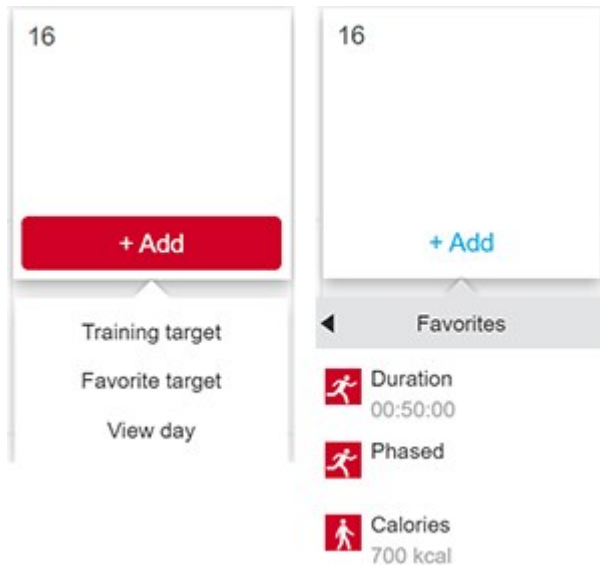 16
+ Add
Training target
Favorite target
View day
16
+ Add
Favorites
Duration
00:50:00
Phased
Calories
700 kcal